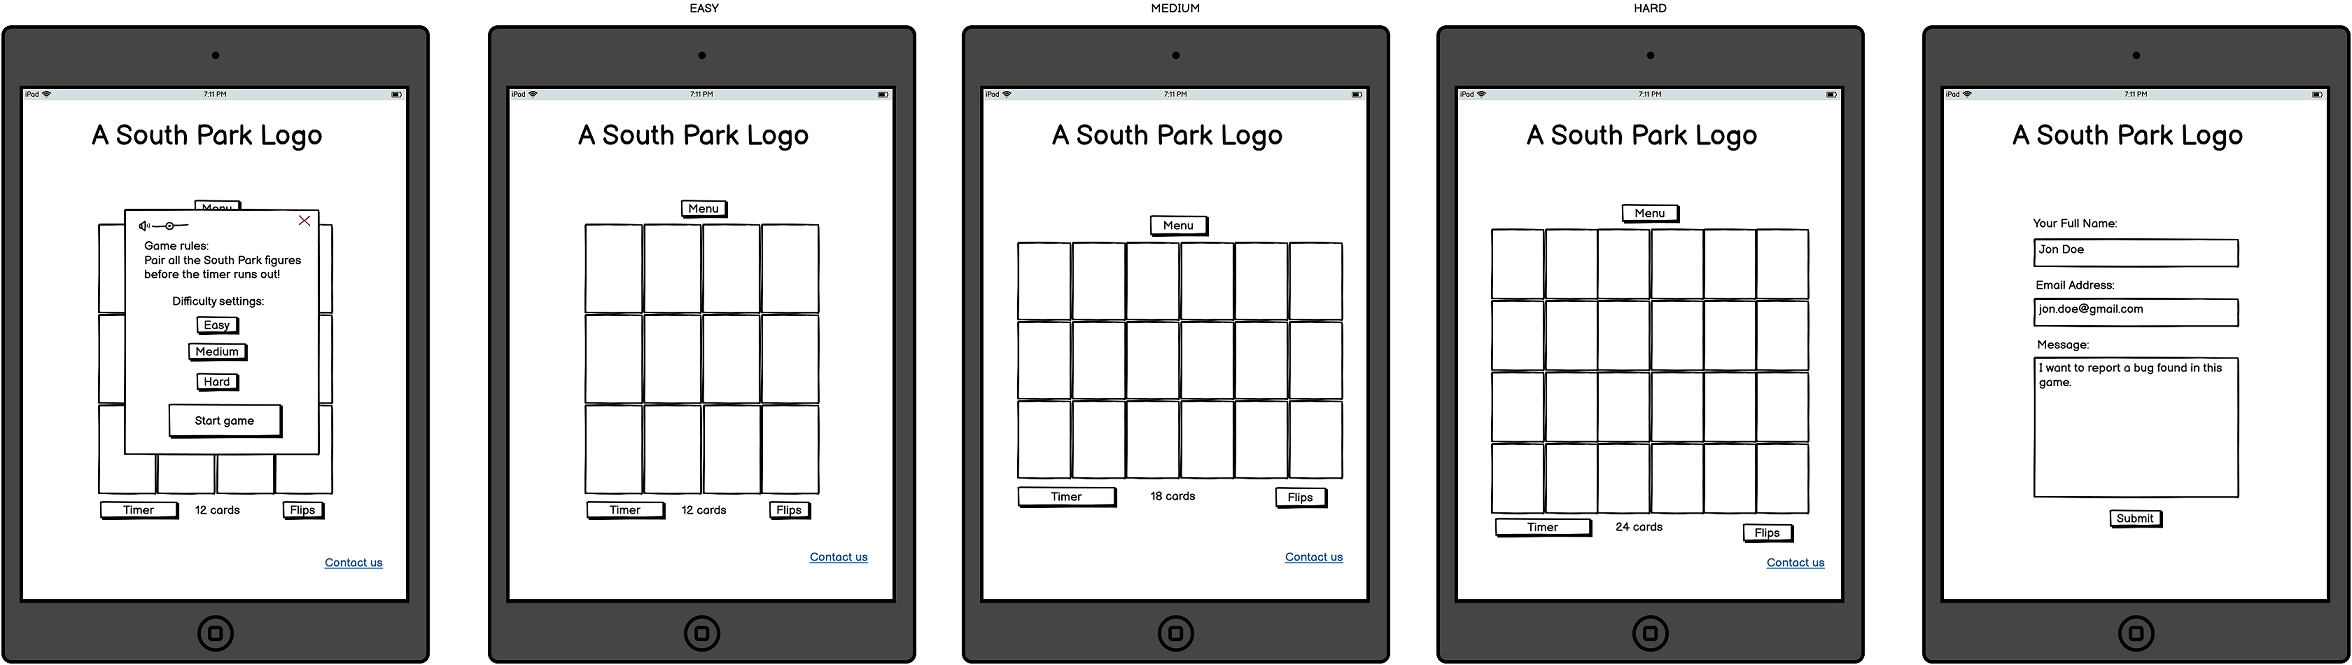 EASY
MEDIUM
HARD
iPad
7:11 PM
A South Park Logo
Menu
Game rules:
Pair all the South Park figures
before the timer runs out!
Difficulty settings:
Easy
Medium
Hard
Start game
Timer
12 cards
Flips
Contact us
iPad
7:11 PM
A South Park Logo
Menu
Timer
12 cards
Flips
Contact us
iPad
7:11 PM
A South Park Logo
Menu
Timer
18 cards
Flips
Contact us
iPad
7:11 PM
A South Park Logo
Menu
Timer
24 cards
Flips
Contact us
iPad
7:11 PM
A South Park Logo
Your Full Name:
Jon Doe
Email Address:
jon.doe@gmail.com
Message:
I want to report a bug found in this
game.
Submit